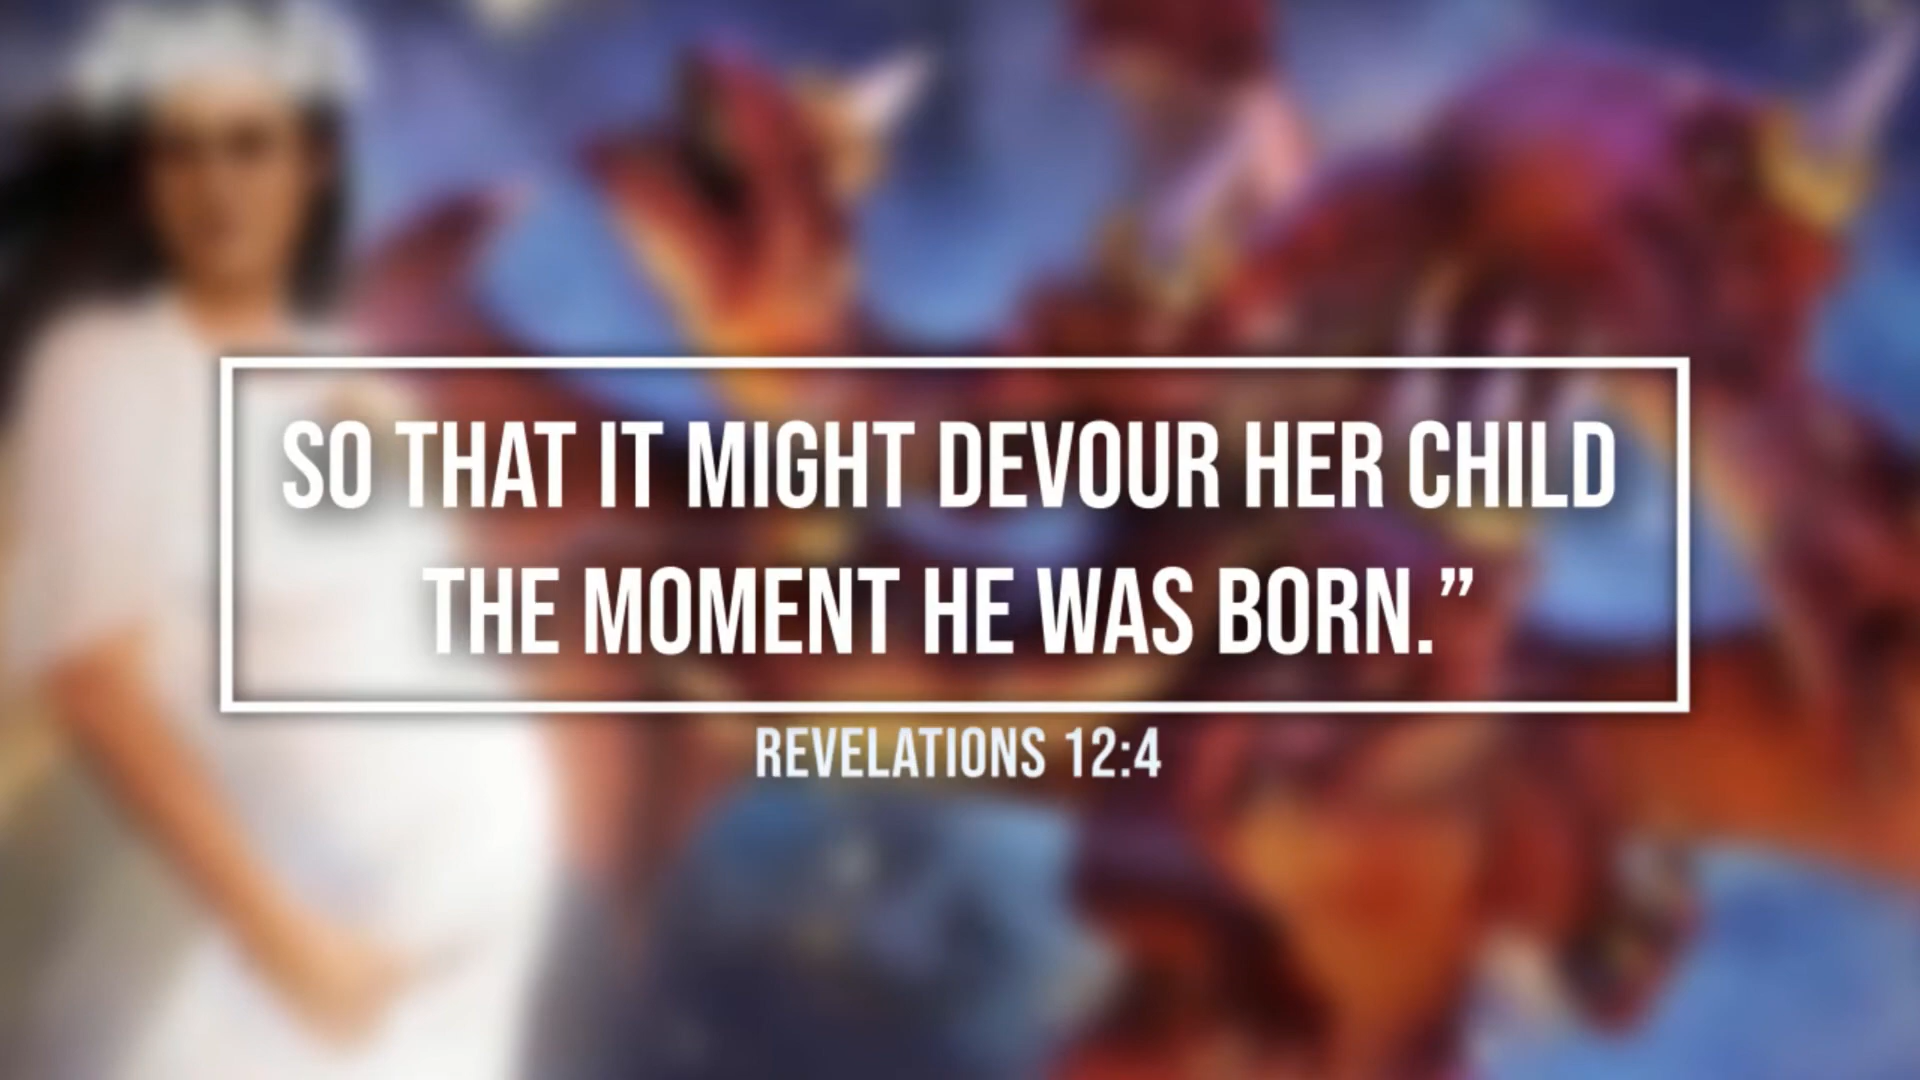 SO THAT IT MIGHT DEVOUR HER CHILD
THE MOMENT HE WAS BORN.”
REVELATIONS 12:4